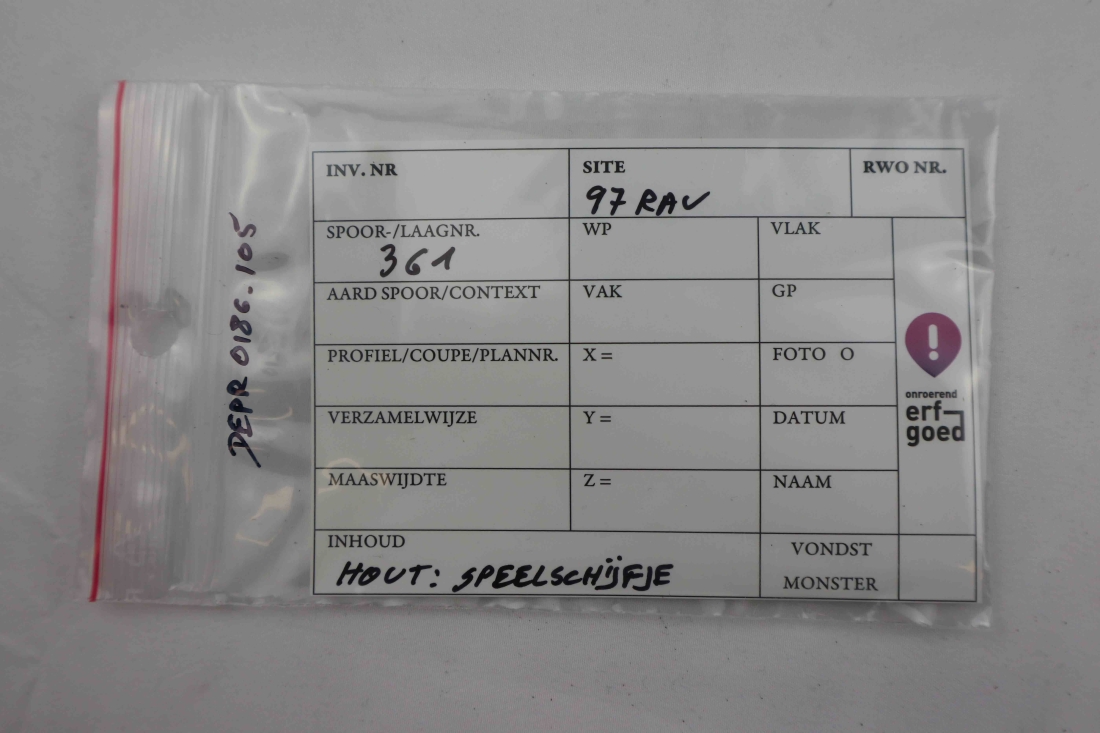 DEPR 0186.105
INV. NR
SITE
RWO NR.
97 RAV
SPOOR-/LAAGNR.
WP
VLAK
361
AARD SPOOR/CONTEXT
VAK
GP
PROFIEL/COUPE/PLANNR.
X =
FOTO O
VERZAMELWIJZE
Y =
DATUM
MAASWIJDTE
Z =
NAAM
onroerend
erf-
goed
INHOUD
HOUT: SPEELSCHIJFJE
VONDST
MONSTER